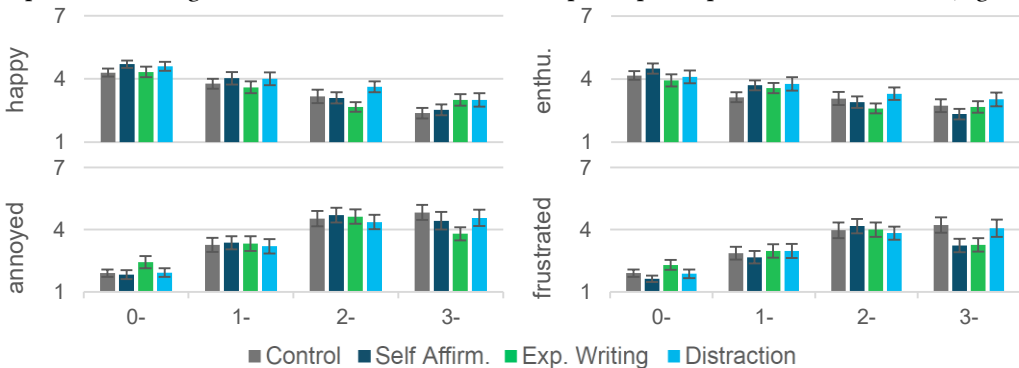 7 7
happy 4 enthu. 4
1 1
7 7
annoyed 4 frustrated 4
1 1
0- 1- 2- 3- 0- 1- 2- 3-
Control Self Affirm. Exp. Writing Distraction